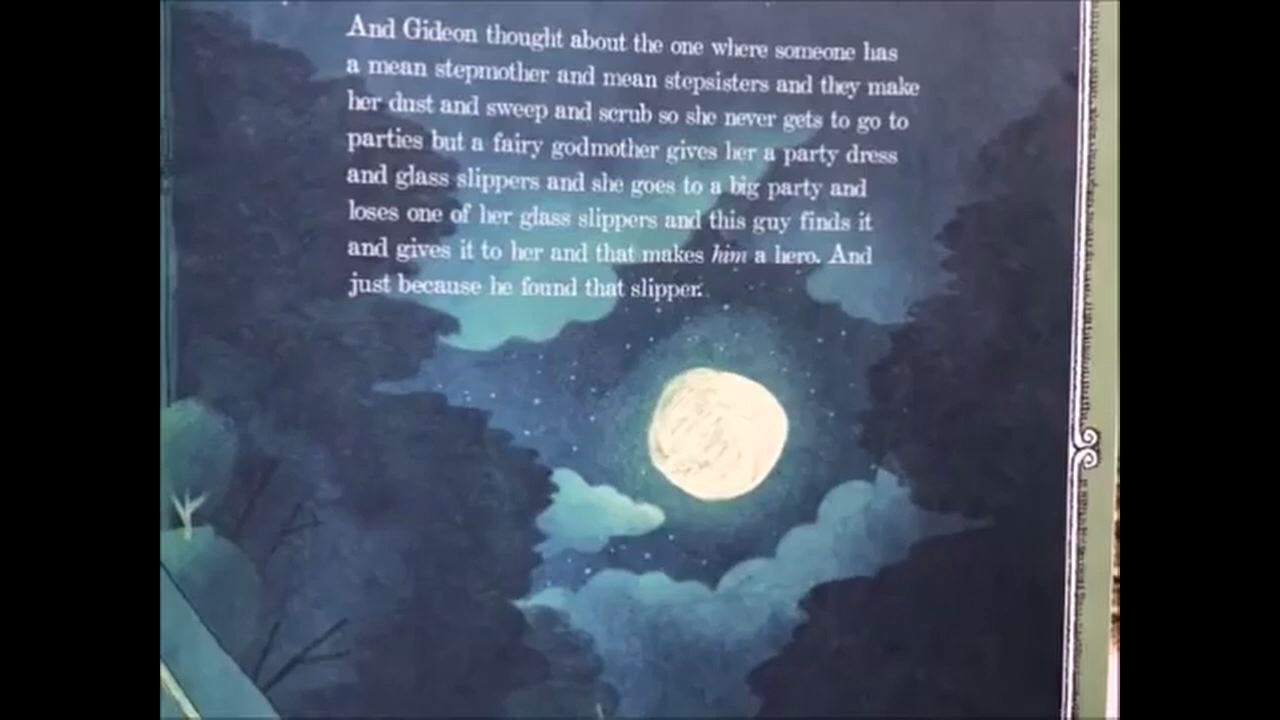 And Gideon thought about the one where someone has
a mean stepmother and mean stepsisters and they make
her dust and sweep and scrub so she never gets to go to
parties but a fairy godmother gives her a party dress
and glass slippers and she goes to a big party and
loses one of her glass slippers and this guy finds it
and gives it to her and that makes him a hero. And
just because he found that slipper.